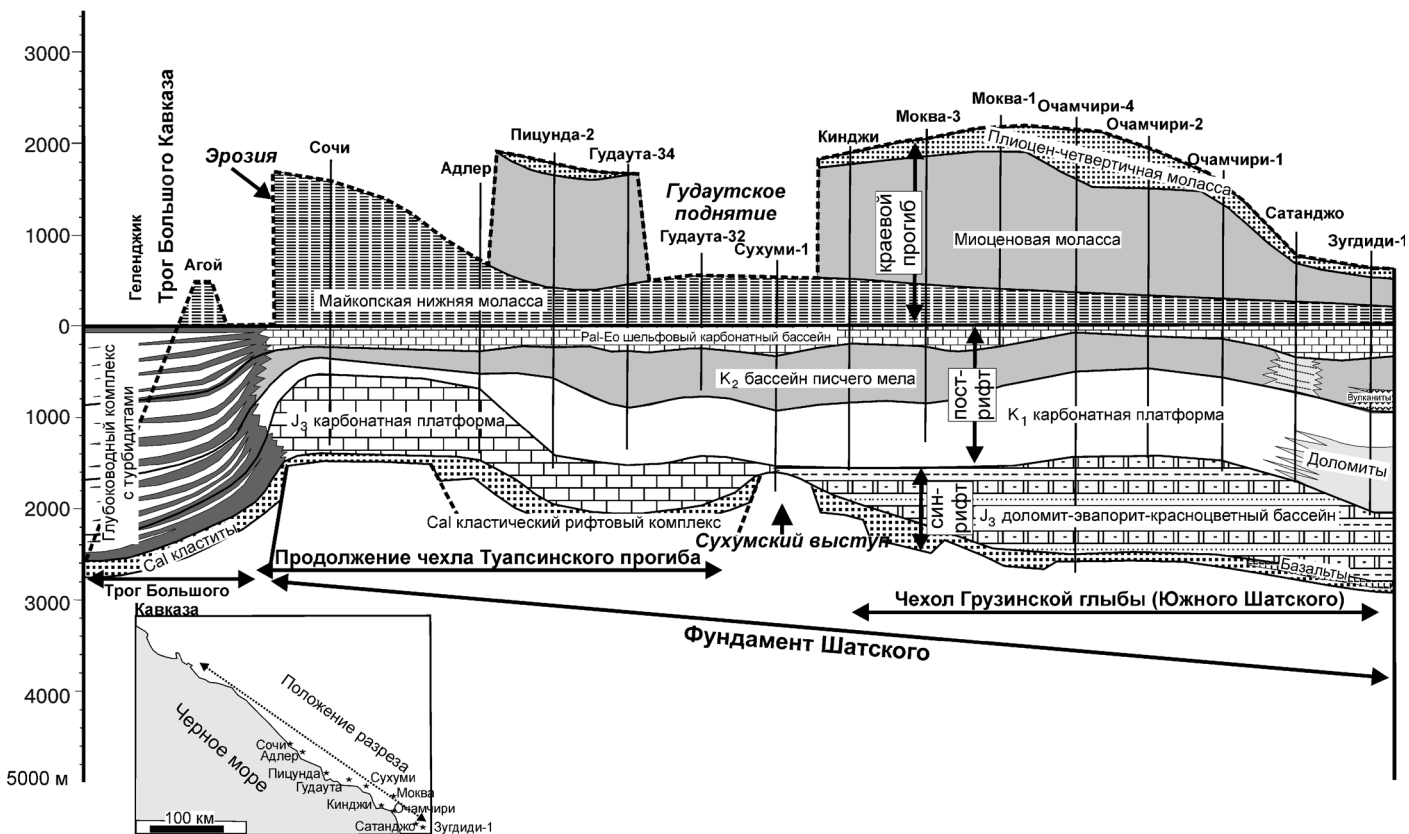 3000
2000
1000
0
1000
2000
3000
4000
5000 м
Геленджик
Трог Большого Кавказа
Эрозия
Агой
Сочи
Адлер
Пицунда-2
Гудаута-34
Гудаутское
поднятие
Гудаута-32
Сухуми-1
Кинджи
Моква-3
Моква-1
Очамчири-4
Очамчири-2
Очамчири-1
Сатанджо
Зугдиди-1
Плиоцен-четвертичная моласса
краевой
прогиб
Миоценовая моласса
Майкопская нижняя моласса
Pal-Eo шельфовый карбонатный бассейн
K2 бассейн писчего мела
пост-
рифт
Вулканиты
K1 карбонатная платформа
J3 карбонатная платформа
Доломиты
Глубоководный комплекс
с турбидитами
Cal кластиты
Cal кластический рифтовый комплекс
син-
рифт
J3 доломит-эвапорит-красноцветный бассейн
Сухумский выступ
Базальты
Продолжение чехла Туапсинского прогиба
Трог Большого
Кавказа
Чехол Грузинской глыбы (Южного Шатского)
Фундамент Шатского
Положение разреза
Черное море
Сочи
Адлер
Пицунда
Гудаута
Сухуми
Моква
Кинджи
Очамчири
Сатанджо
Зугдиди-1
100 км